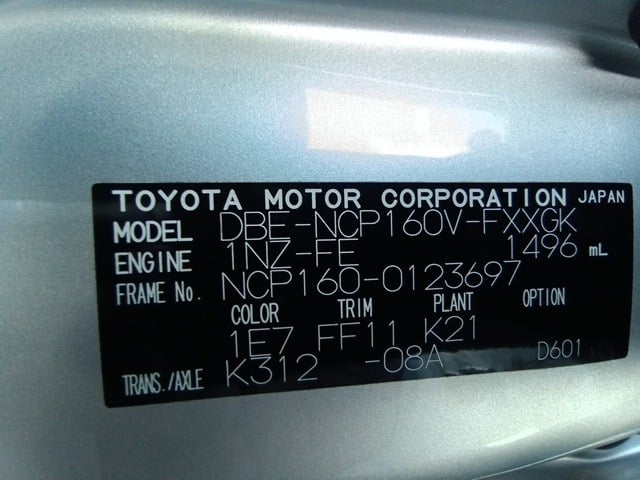 TOYOTA MOTOR CORPORATION JAPAN
MODEL DBE-NCP160V-FXXGK
ENGINE 1NZ-FE 1496 mL
FRAME No. NCP160-0123697
COLOR TRIM PLANT OPTION
1E7 FF11 K21
TRANS./AXLE K312 -08A D601